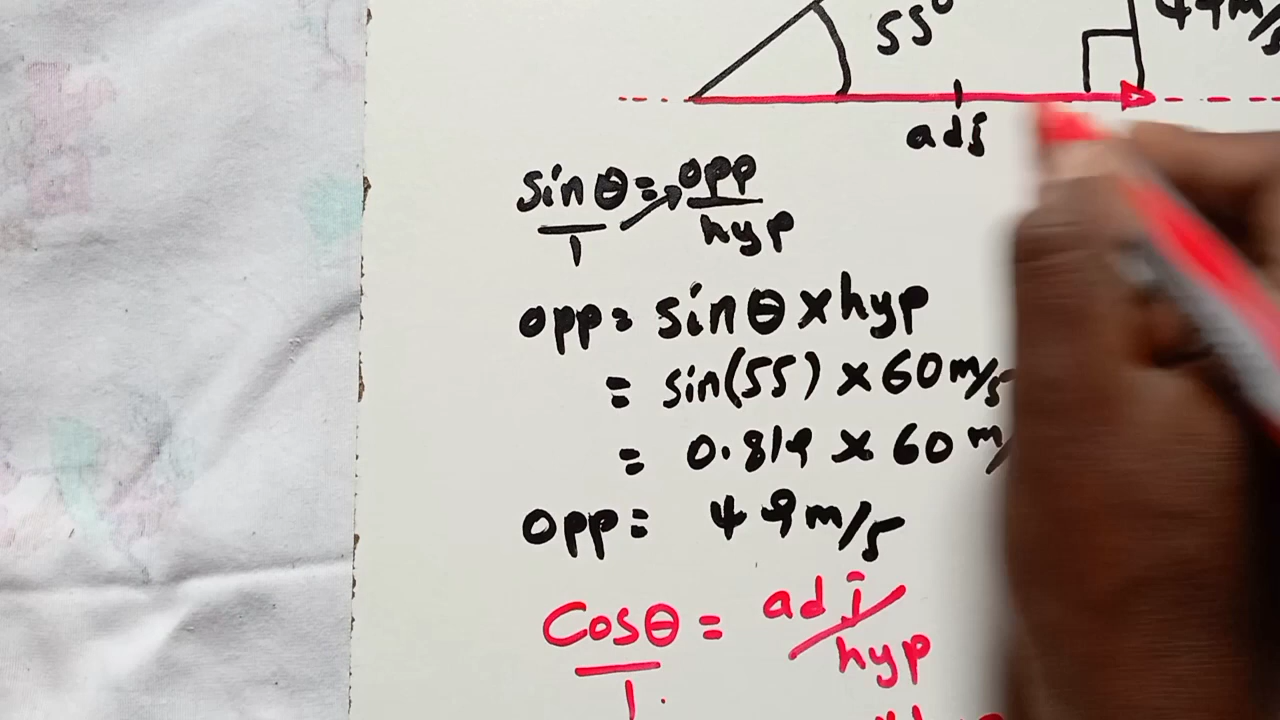 55° 49m/s
adj
sinθ = opp
1 hyp
opp = sinθ x hyp
= sin(55) x 60m/s
= 0.819 x 60 m/
opp = 49m/s
Cosθ = adj/
1. hyp